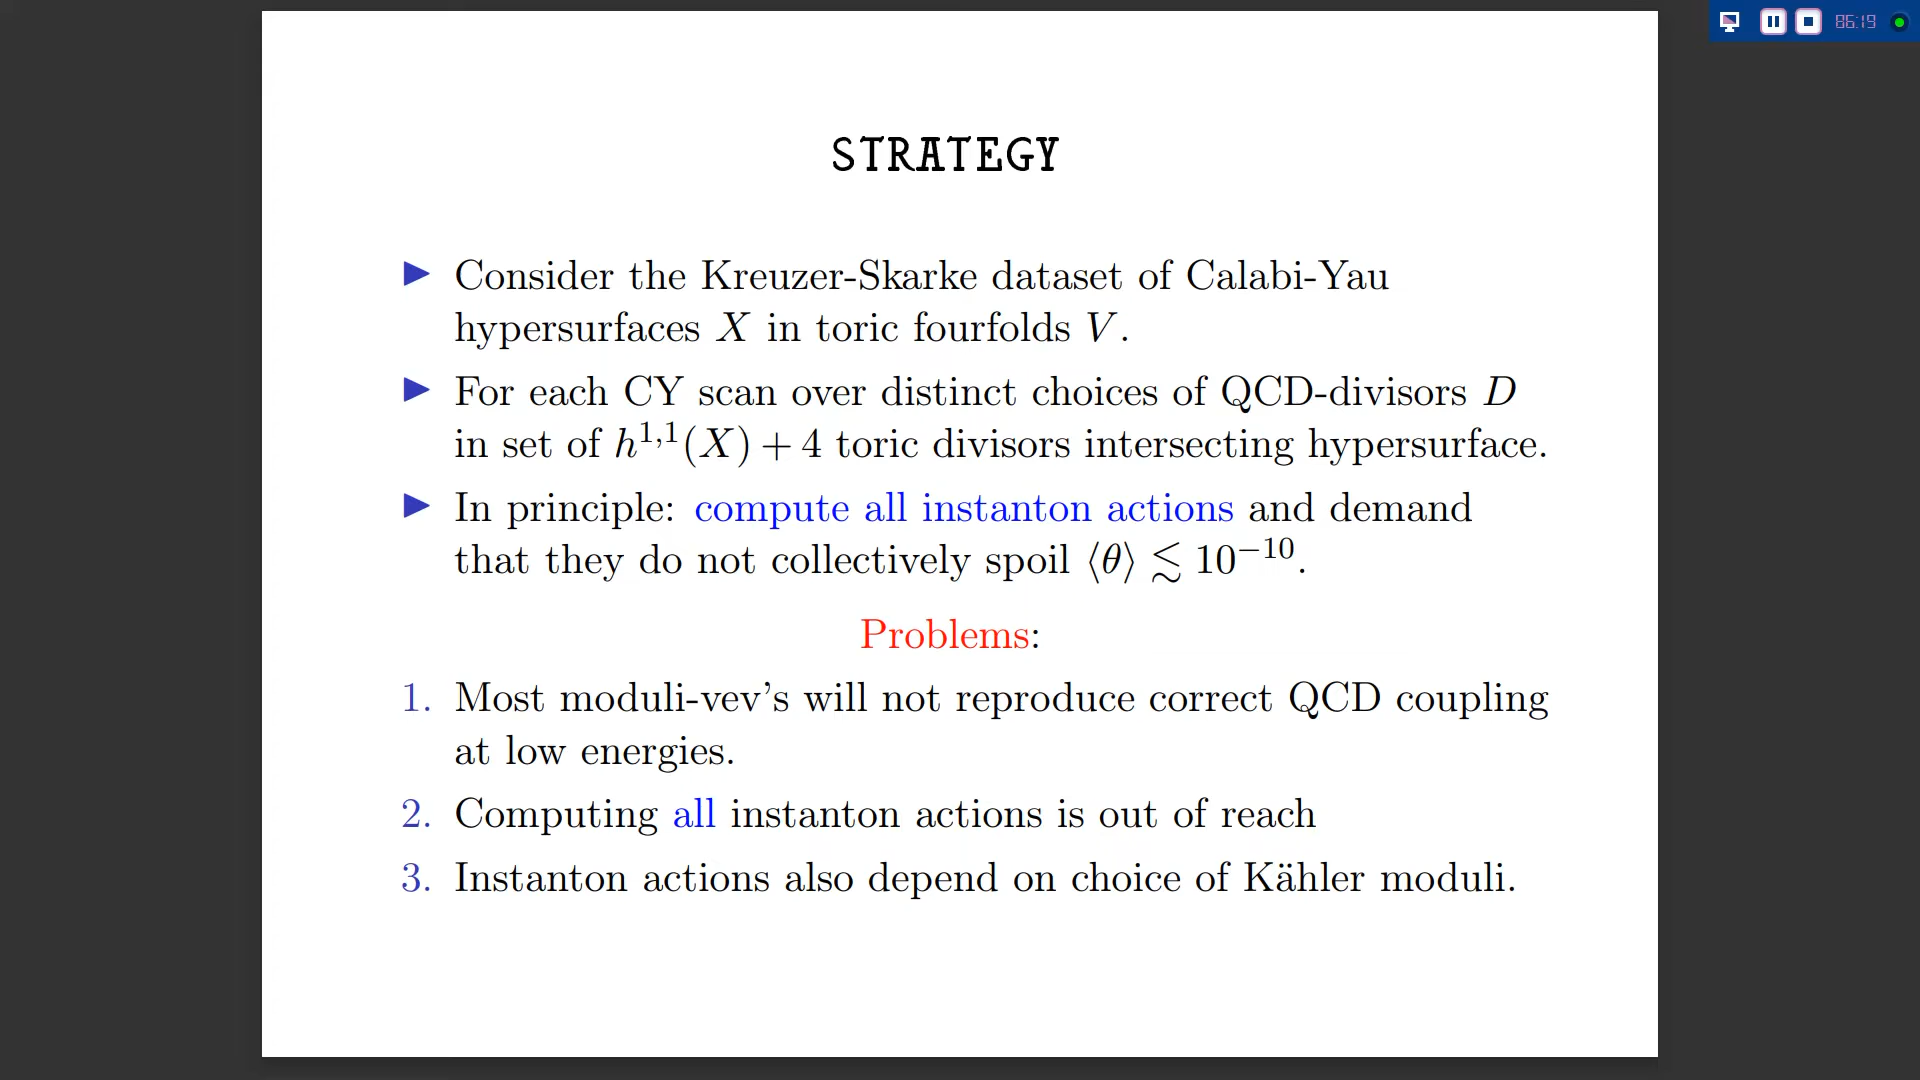 86:19
STRATEGY
▶ Consider the Kreuzer-Skarke dataset of Calabi-Yau
hypersurfaces X in toric fourfolds V.
▶ For each CY scan over distinct choices of QCD-divisors D
in set of h^{1,1}(X) + 4 toric divisors intersecting hypersurface.
▶ In principle: compute all instanton actions and demand
that they do not collectively spoil ⟨θ⟩ ≲ 10^{−10}.
Problems:
1. Most moduli-vev's will not reproduce correct QCD coupling
at low energies.
2. Computing all instanton actions is out of reach
3. Instanton actions also depend on choice of Kähler moduli.